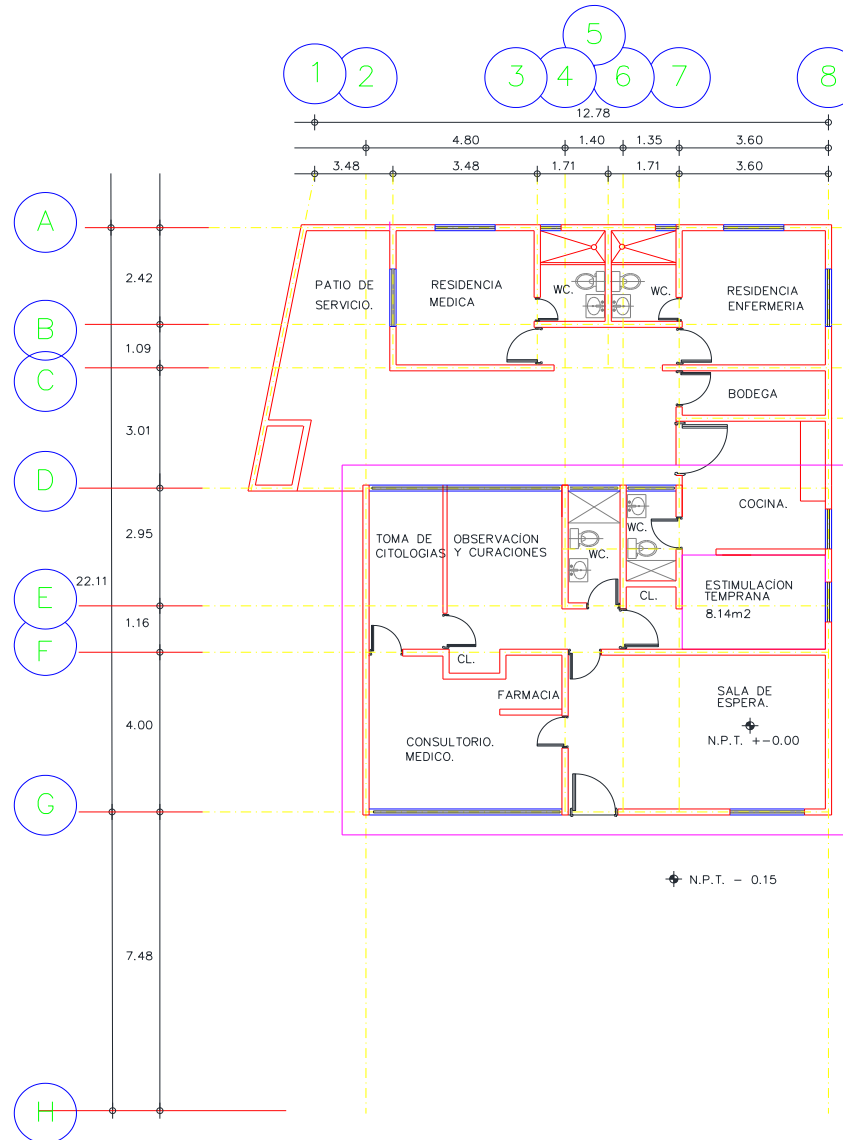 5
1
2
3
4
6
7
8
12.78
4.80
1.40
1.35
3.60
3.48
3.48
1.71
1.71
3.60
A
2.42
PATIO DE
SERVICIO.
RESIDENCIA
MEDICA
WC.
WC.
RESIDENCIA
ENFERMERIA
B
1.09
C
BODEGA
3.01
D
COCINA.
2.95
TOMA DE
CITOLOGIAS
OBSERVACION
Y CURACIONES
WC.
WC.
22.11
E
CL.
ESTIMULACION
TEMPRANA
8.14m2
1.16
F
CL.
FARMACIA
SALA DE
ESPERA.
4.00
CONSULTORIO.
MEDICO.
N.P.T. +-0.00
G
N.P.T. - 0.15
7.48
H